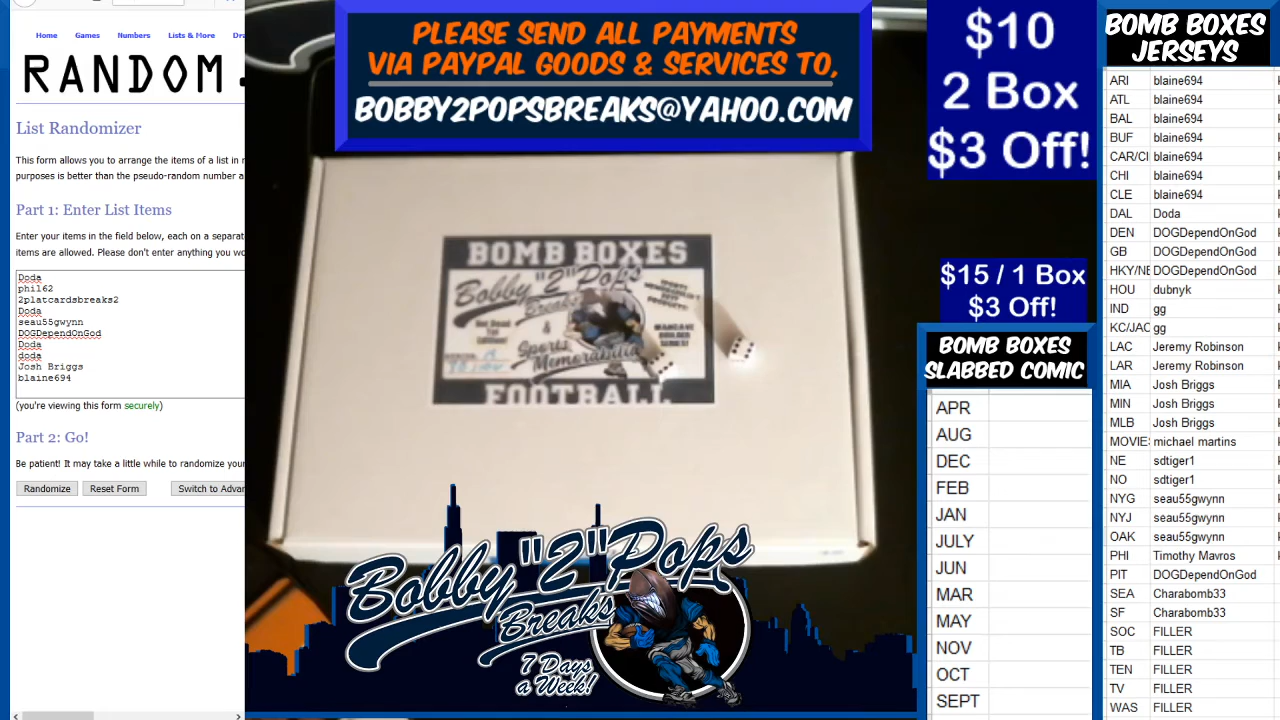 Home Games Numbers Lists & More
RANDOM.
List Randomizer
This form allows you to arrange the items of a list in
purposes is better than the pseudo-random number a
Part 1: Enter List Items
Enter your items in the field below, each on a separat
items are allowed. Please don't enter anything you wo
Doda
phil62
2platcardsbreaks2
Doda
seau55gwynn
DOGDependOnGod
Doda
doda
Josh Briggs
blaine694
(you're viewing this form securely)
Part 2: Go!
Be patient! It may take a little while to randomize your
Randomize Reset Form Switch to Advan
PLEASE SEND ALL PAYMENTS
VIA PAYPAL GOODS & SERVICES TO,
BOBBY2POPSBREAKS@YAHOO.COM
BOMB BOXES
Bobby "2" Pops
Breaks
&
Sports
Memorabilia
FOOTBALL
Bobby "2" Pops
Breaks
7 Days
a Week!
$10
2 Box
$3 Off!
$15 / 1 Box
$3 Off!
BOMB BOXES
SLABBED COMIC
APR
AUG
DEC
FEB
JAN
JULY
JUN
MAR
MAY
NOV
OCT
SEPT
BOMB BOXES
JERSEYS
ARI blaine694
ATL blaine694
BAL blaine694
BUF blaine694
CAR/CI blaine694
CHI blaine694
CLE blaine694
DAL Doda
DEN DOGDependOnGod
GB DOGDependOnGod
HKY/NE DOGDependOnGod
HOU dubnyk
IND gg
KC/JAC gg
LAC Jeremy Robinson
LAR Jeremy Robinson
MIA Josh Briggs
MIN Josh Briggs
MLB Josh Briggs
MOVIE michael martins
NE sdtiger1
NO sdtiger1
NYG seau55gwynn
NYJ seau55gwynn
OAK seau55gwynn
PHI Timothy Mavros
PIT DOGDependOnGod
SEA Charabomb33
SF Charabomb33
SOC FILLER
TB FILLER
TEN FILLER
TV FILLER
WAS FILLER